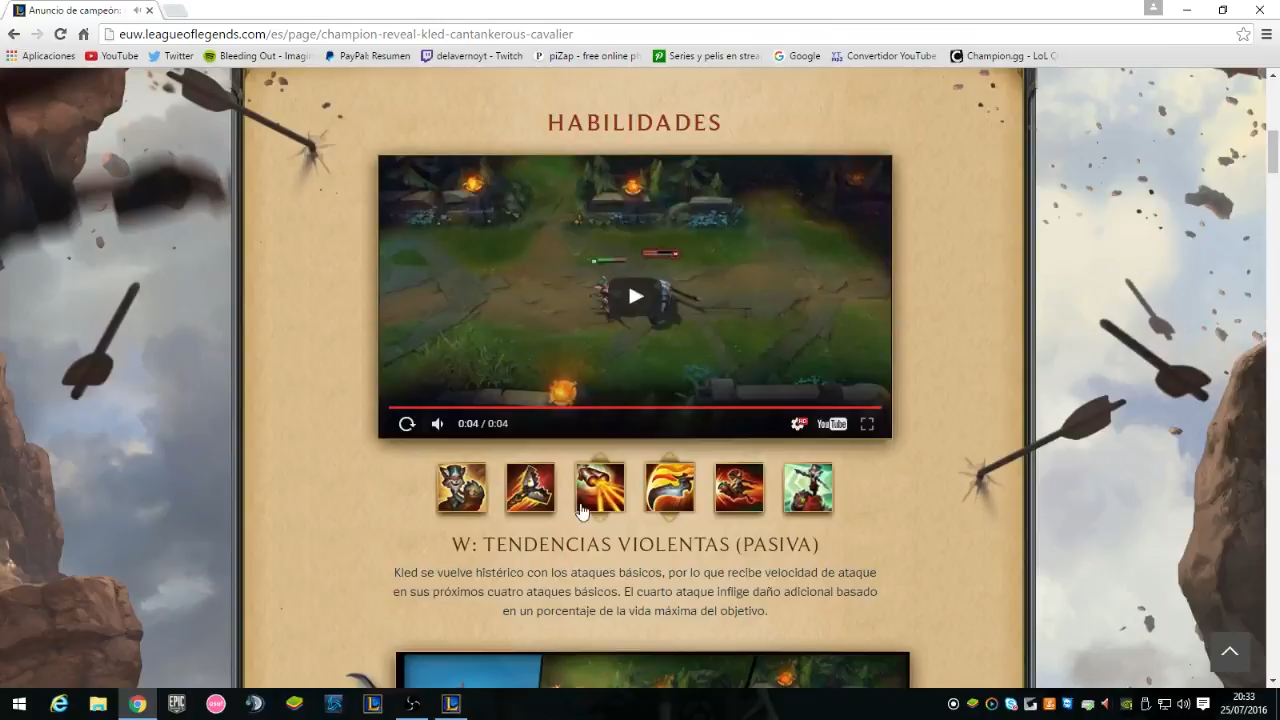 Anuncio de campeón:
euw.leagueoflegends.com/es/page/champion-reveal-kled-cantankerous-cavalier
Aplicaciones YouTube Twitter Bleeding Out - Imagi PayPal Resumen delavernoyt - Twitch piZap - free online ph Series y pelis en strea Google Convertidor YouTube Champion.gg - LoL C
HABILIDADES
0:04 / 0:04 HD YouTube
W: TENDENCIAS VIOLENTAS (PASIVA)
Kled se vuelve histérico con los ataques básicos, por lo que recibe velocidad de ataque
en sus próximos cuatro ataques básicos. El cuarto ataque inflige daño adicional basado
en un porcentaje de la vida máxima del objetivo.
EPIC
osu!
20:33
25/07/2016